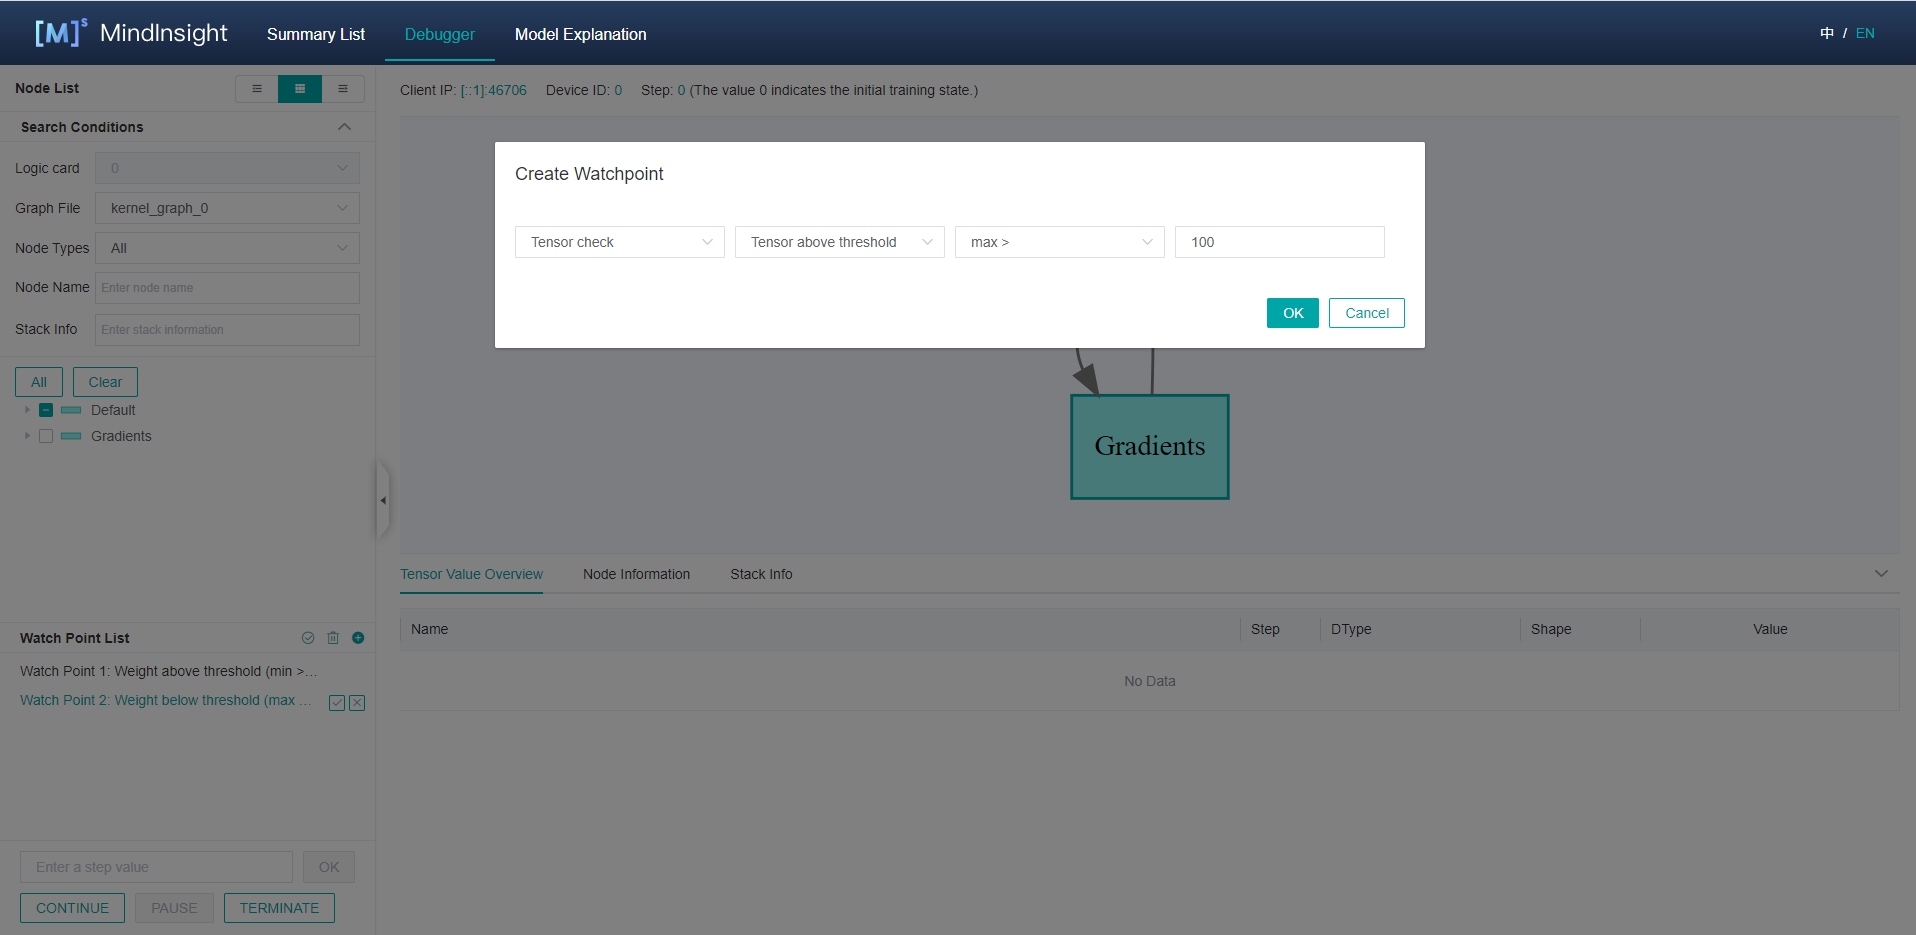 [M]s MindInsight Summary List Debugger Model Explanation 中 / EN
Node List
Client IP: [::1]:46706 Device ID: 0 Step: 0 (The value 0 indicates the initial training state.)
Search Conditions
Logic card 0
Graph File kernel_graph_0
Node Types All
Node Name Enter node name
Stack Info Enter stack information
All Clear
Default
Gradients
Create Watchpoint
Tensor check Tensor above threshold max > 100
OK Cancel
Gradients
Tensor Value Overview Node Information Stack Info
Name Step DType Shape Value
No Data
Watch Point List
Watch Point 1: Weight above threshold (min >...
Watch Point 2: Weight below threshold (max ...
Enter a step value OK
CONTINUE PAUSE TERMINATE